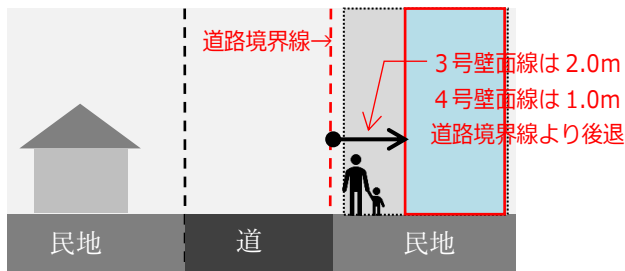 道路境界線→
3号壁面線は 2.0m
4号壁面線は 1.0m
道路境界線より後退
民地
道
民地